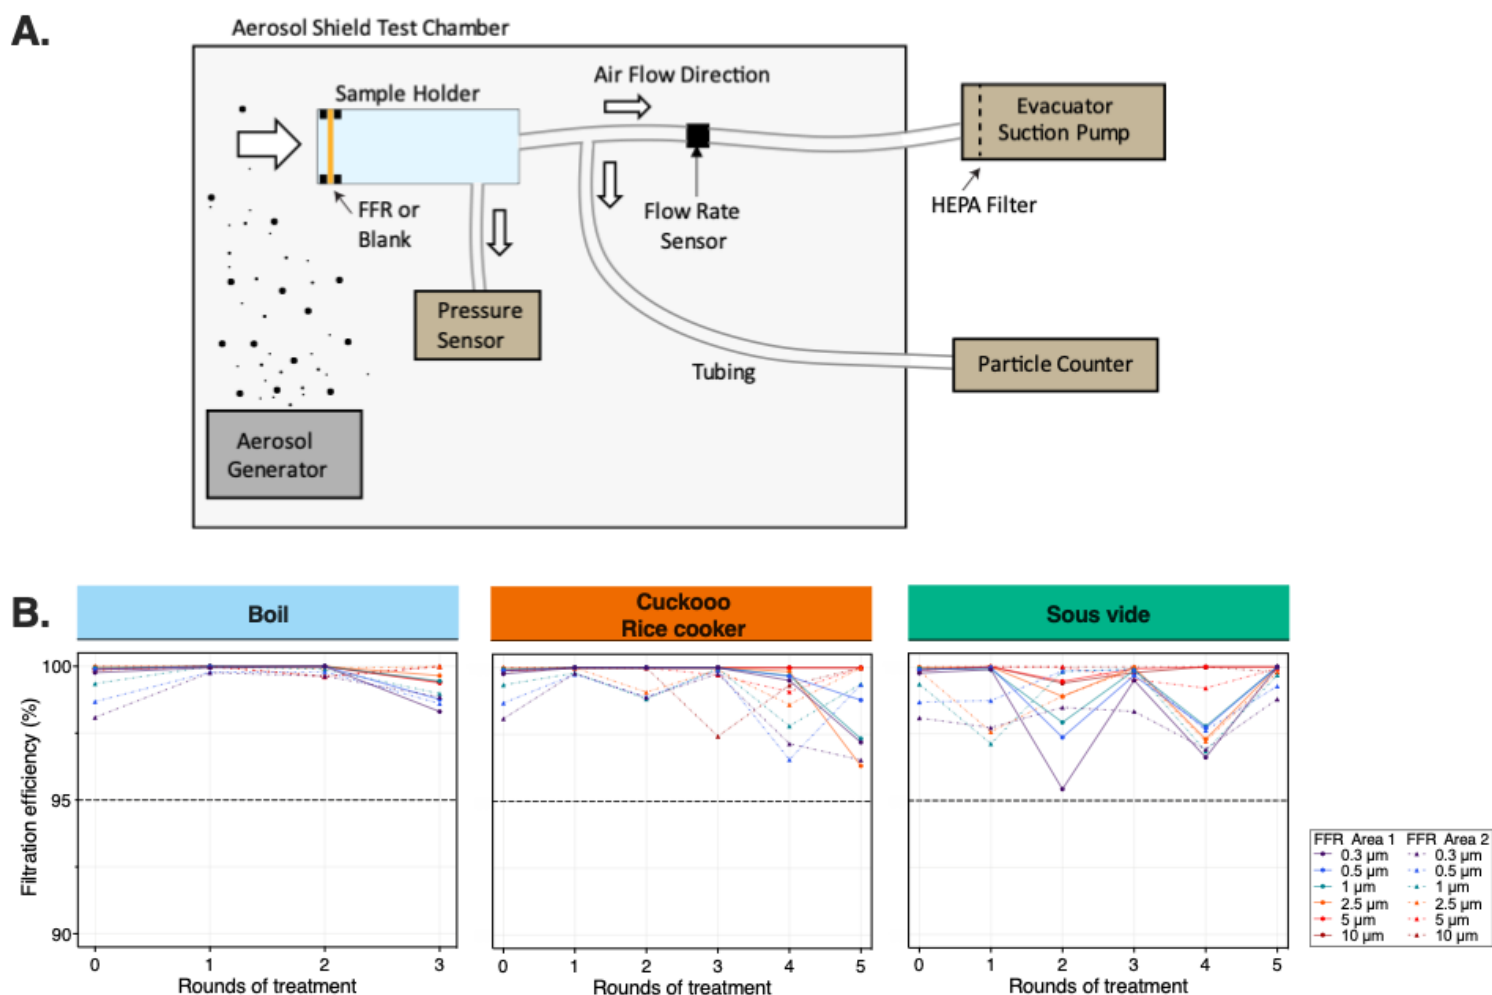 A.
Aerosol Shield Test Chamber
Sample Holder
Air Flow Direction
Evacuator
Suction Pump
HEPA Filter
FFR or
Blank
Flow Rate
Sensor
Pressure
Sensor
Tubing
Particle Counter
Aerosol
Generator
B.
Boil
Cuckooo
Rice cooker
Sous vide
Filtration efficiency (%)
100
95
90
0 1 2 3
Rounds of treatment
0 1 2 3 4 5
Rounds of treatment
0 1 2 3 4 5
Rounds of treatment
FFR Area 1 FFR Area 2
0.3 µm 0.3 µm
0.5 µm 0.5 µm
1 µm 1 µm
2.5 µm 2.5 µm
5 µm 5 µm
10 µm 10 µm